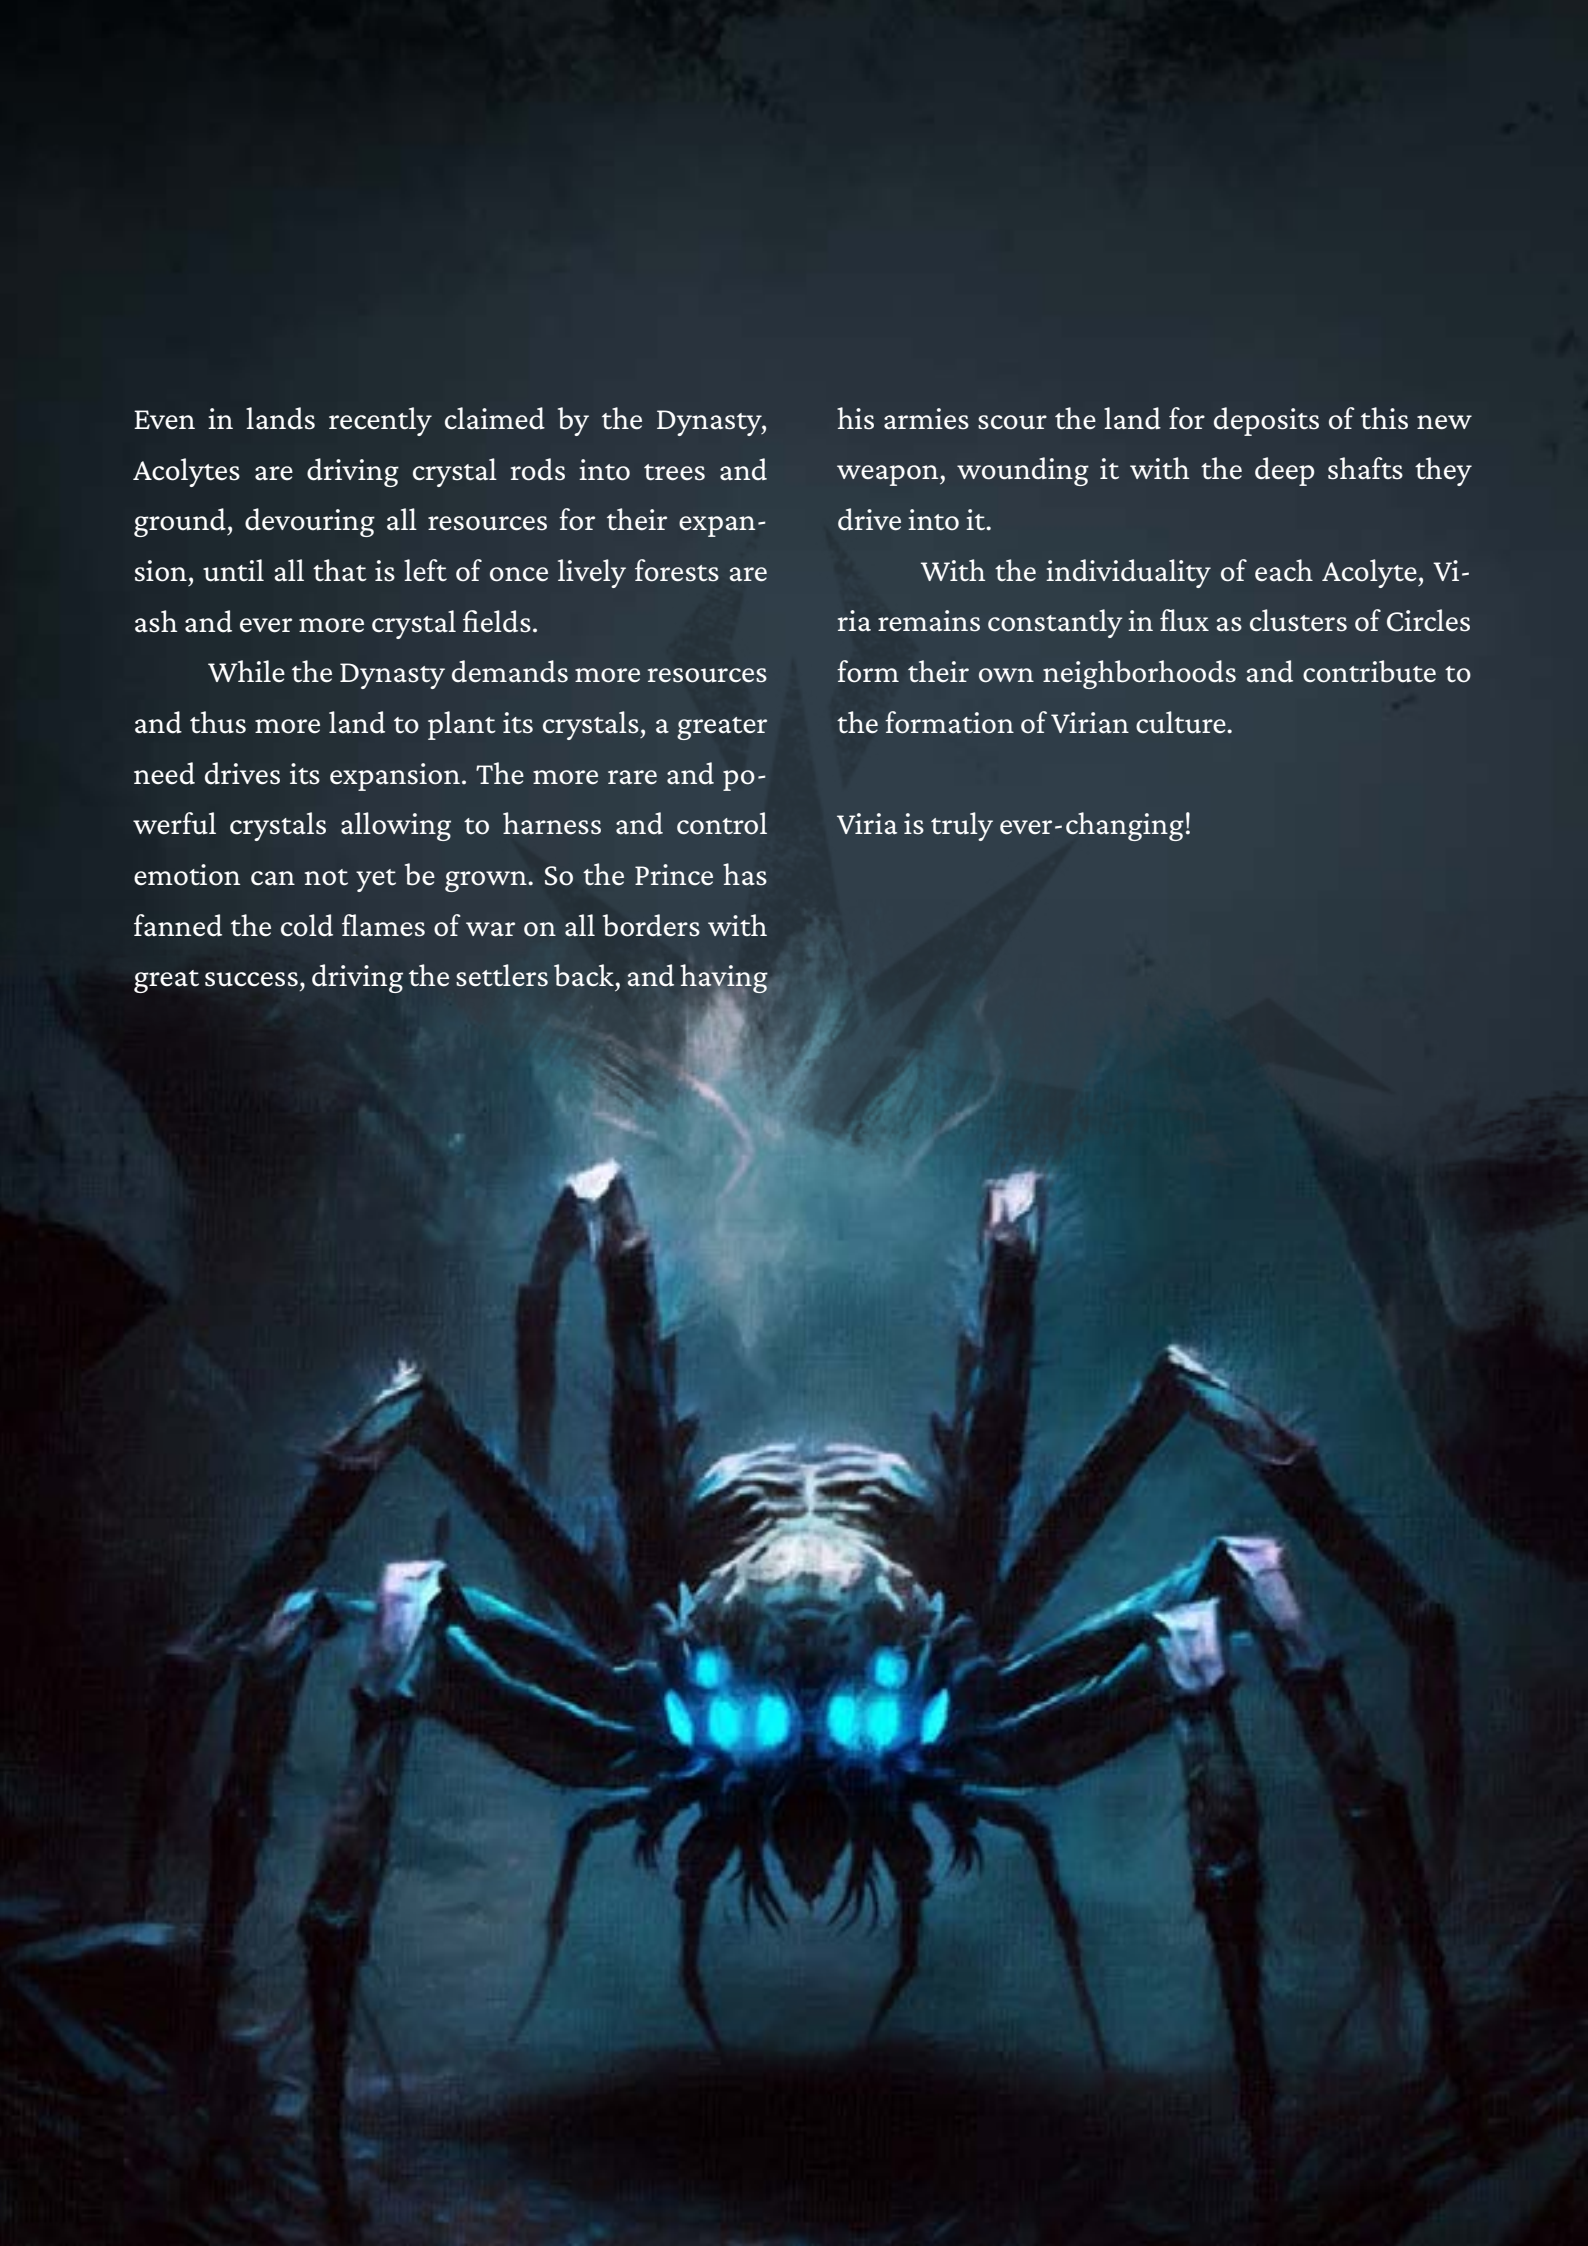 Even in lands recently claimed by the Dynasty,
Acolytes are driving crystal rods into trees and
ground, devouring all resources for their expan-
sion, until all that is left of once lively forests are
ash and ever more crystal fields.
While the Dynasty demands more resources
and thus more land to plant its crystals, a greater
need drives its expansion. The more rare and po-
werful crystals allowing to harness and control
emotion can not yet be grown. So the Prince has
fanned the cold flames of war on all borders with
great success, driving the settlers back, and having
his armies scour the land for deposits of this new
weapon, wounding it with the deep shafts they
drive into it.
With the individuality of each Acolyte, Vi-
ria remains constantly in flux as clusters of Circles
form their own neighborhoods and contribute to
the formation of Virian culture.
Viria is truly ever-changing!